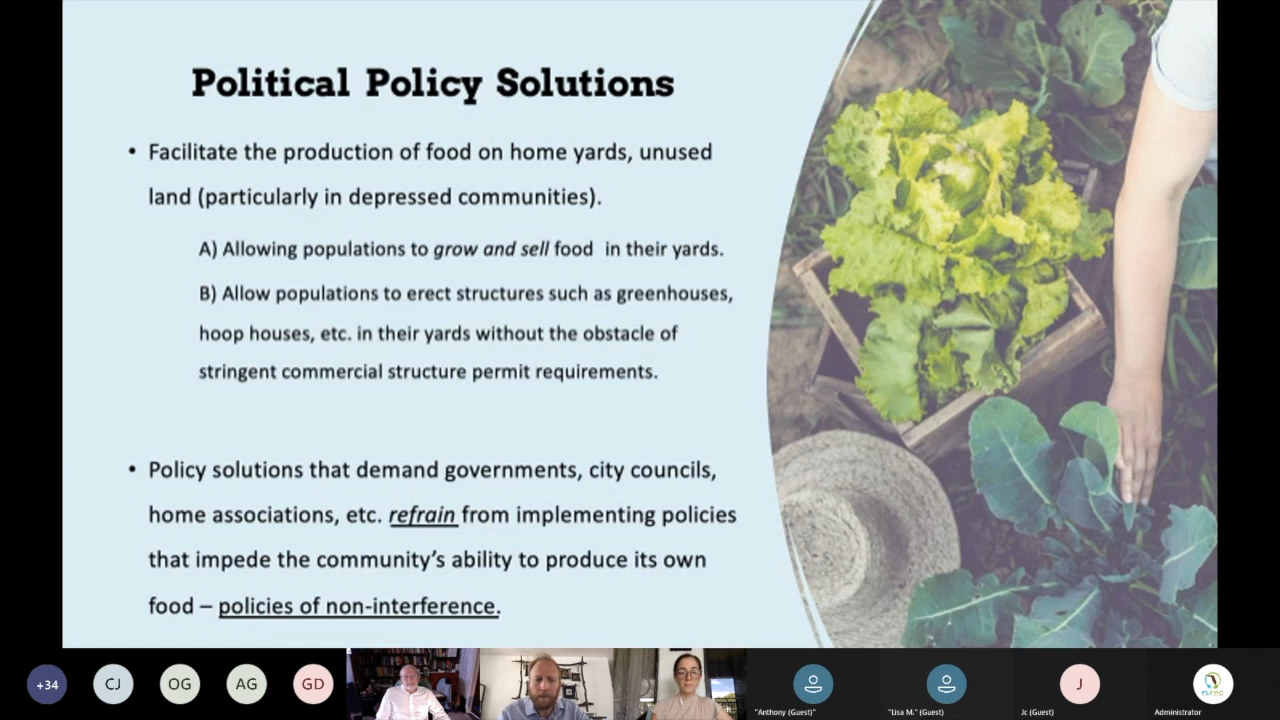 Political Policy Solutions
• Facilitate the production of food on home yards, unused
land (particularly in depressed communities).
A) Allowing populations to grow and sell food in their yards.
B) Allow populations to erect structures such as greenhouses,
hoop houses, etc. in their yards without the obstacle of
stringent commercial structure permit requirements.
• Policy solutions that demand governments, city councils,
home associations, etc. refrain from implementing policies
that impede the community's ability to produce its own
food – policies of non-interference.
+34
CJ
OG
AG
GD
J
"Anthony (Guest)"
"Lisa M." (Guest)
Jc (Guest)
Administrator